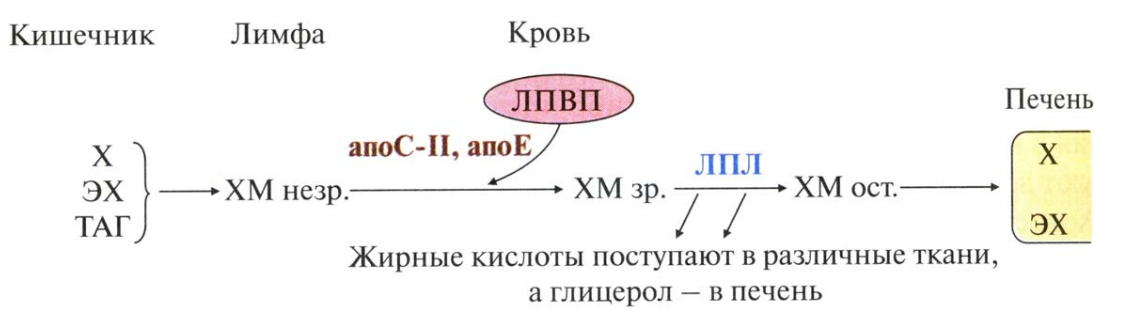 Кишечник Лимфа Кровь
ЛПВП
Печень
апоС-II, апоЕ
Х
ЭХ
ТАГ
ХМ незр.
ХМ зр.
ЛПЛ
ХМ ост.
Х
ЭХ
Жирные кислоты поступают в различные ткани,
а глицерол – в печень